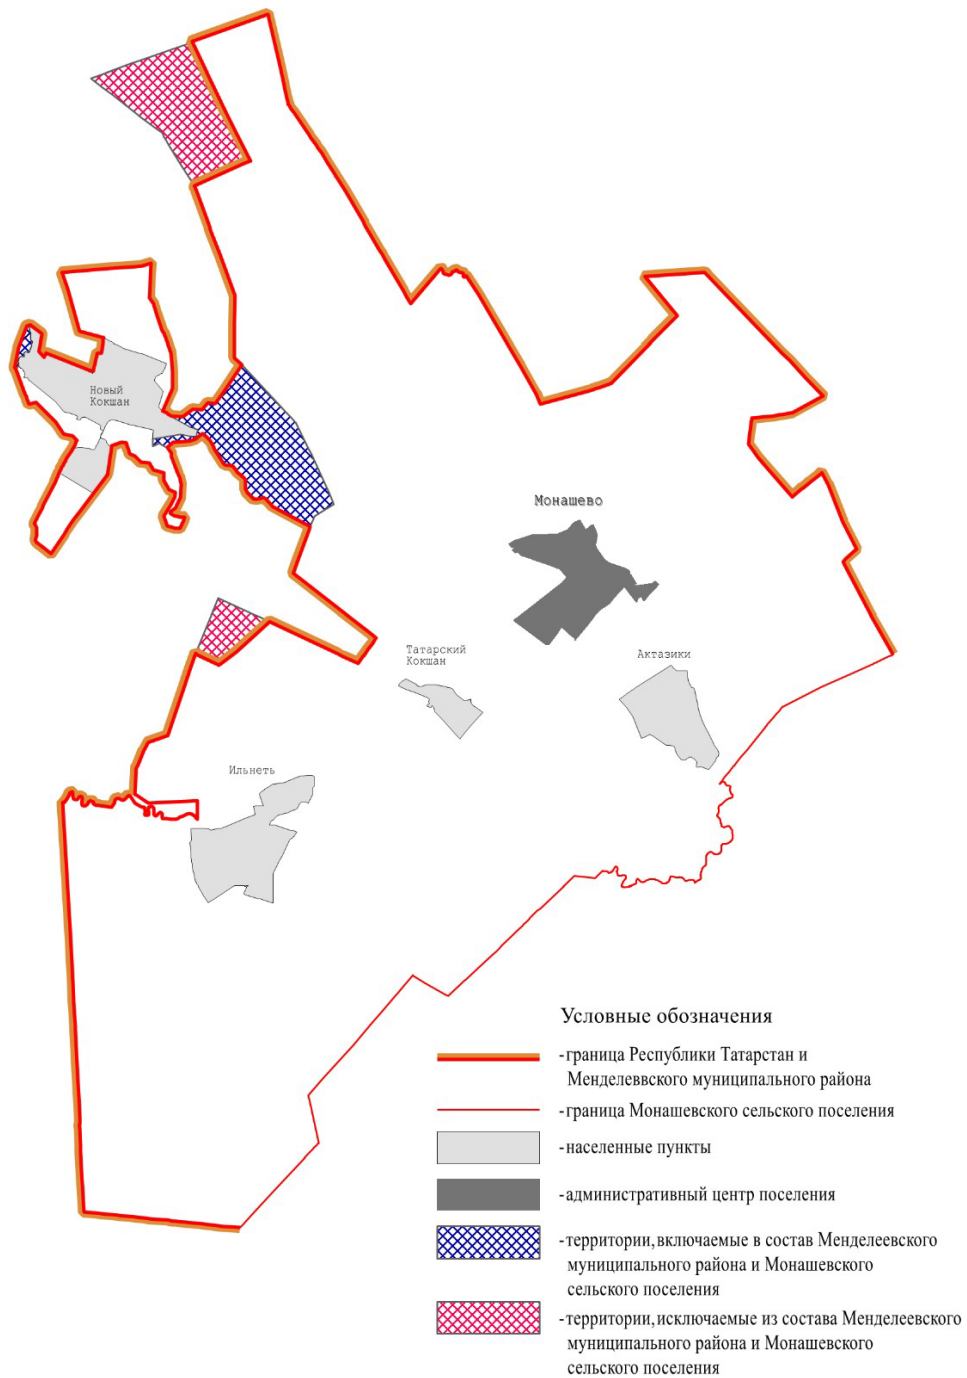 Новый
Кокшан
Монашево
Татарский
Кокшан
Актазики
Ильнеть
Условные обозначения
-граница Республики Татарстан и
Менделеввского муниципального района
-граница Монашевского сельского поселения
-населенные пункты
-административный центр поселения
-территории,включаемые в состав Менделеевского
муниципального района и Монашевского
сельского поселения
-территории,исключаемые из состава Менделеевского
муниципального района и Монашевского
сельского поселения